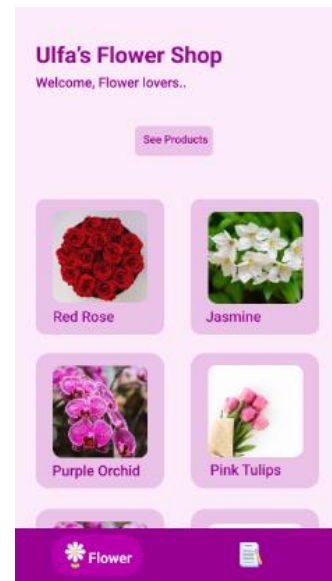 Ulfa's Flower Shop
Welcome, Flower lovers..
See Products
Red Rose
Jasmine
Purple Orchid
Pink Tulips
Flower